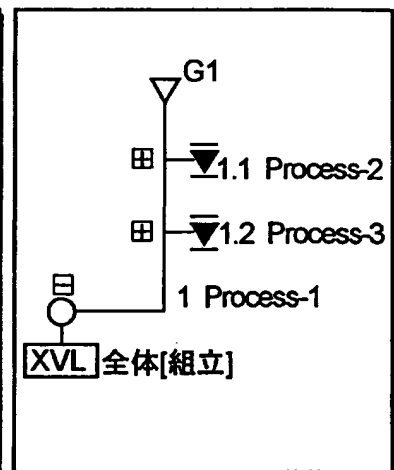 G1
1.1 Process-2
1.2 Process-3
1 Process-1
XVL 全体[組立]